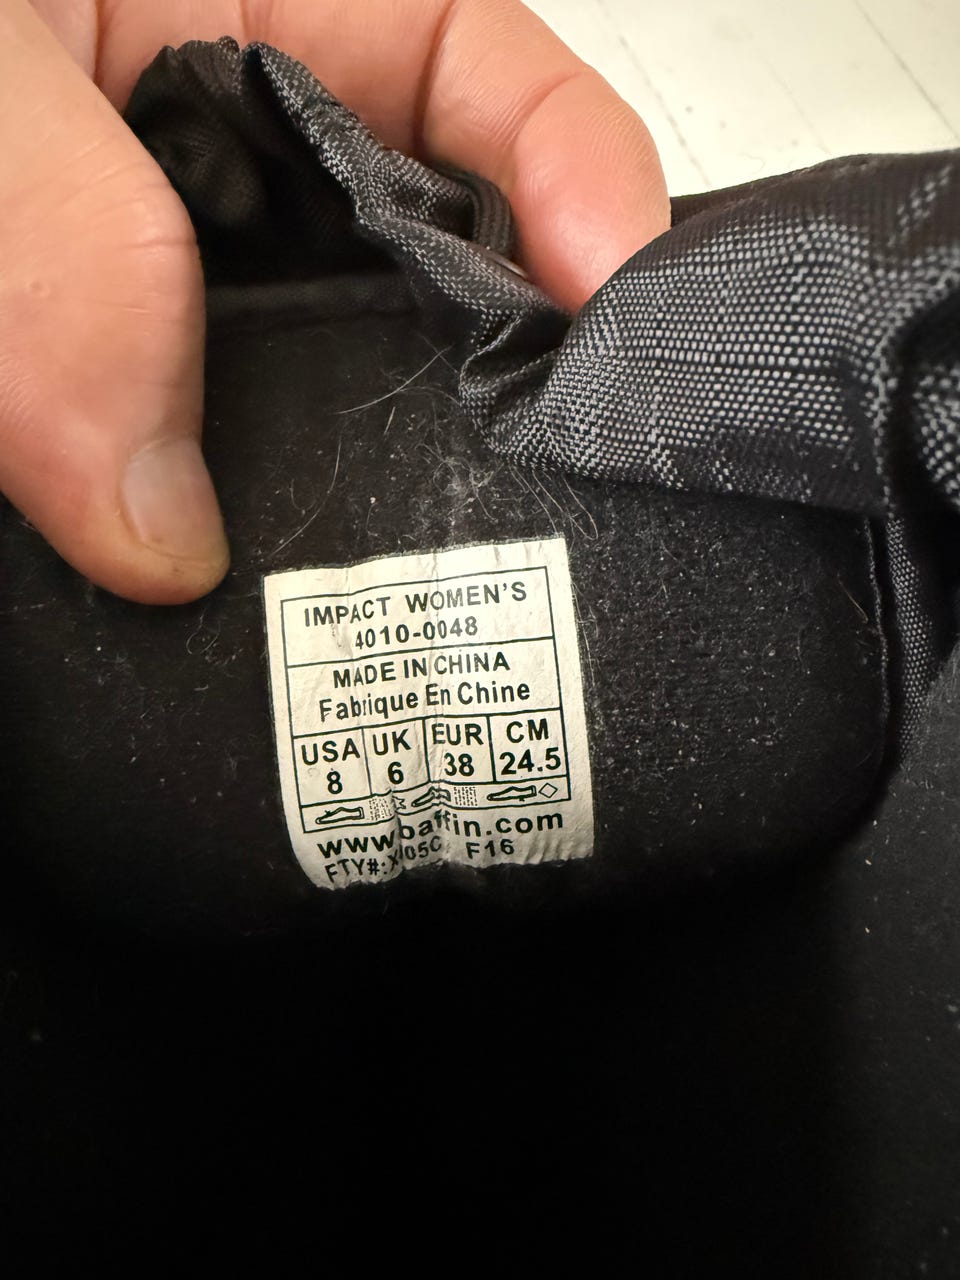 IMPACT WOMEN'S
4010-0048
MADE IN CHINA
Fabrique En Chine
USA UK EUR CM
8 6 38 24.5
www.baffin.com
FTY#: F16